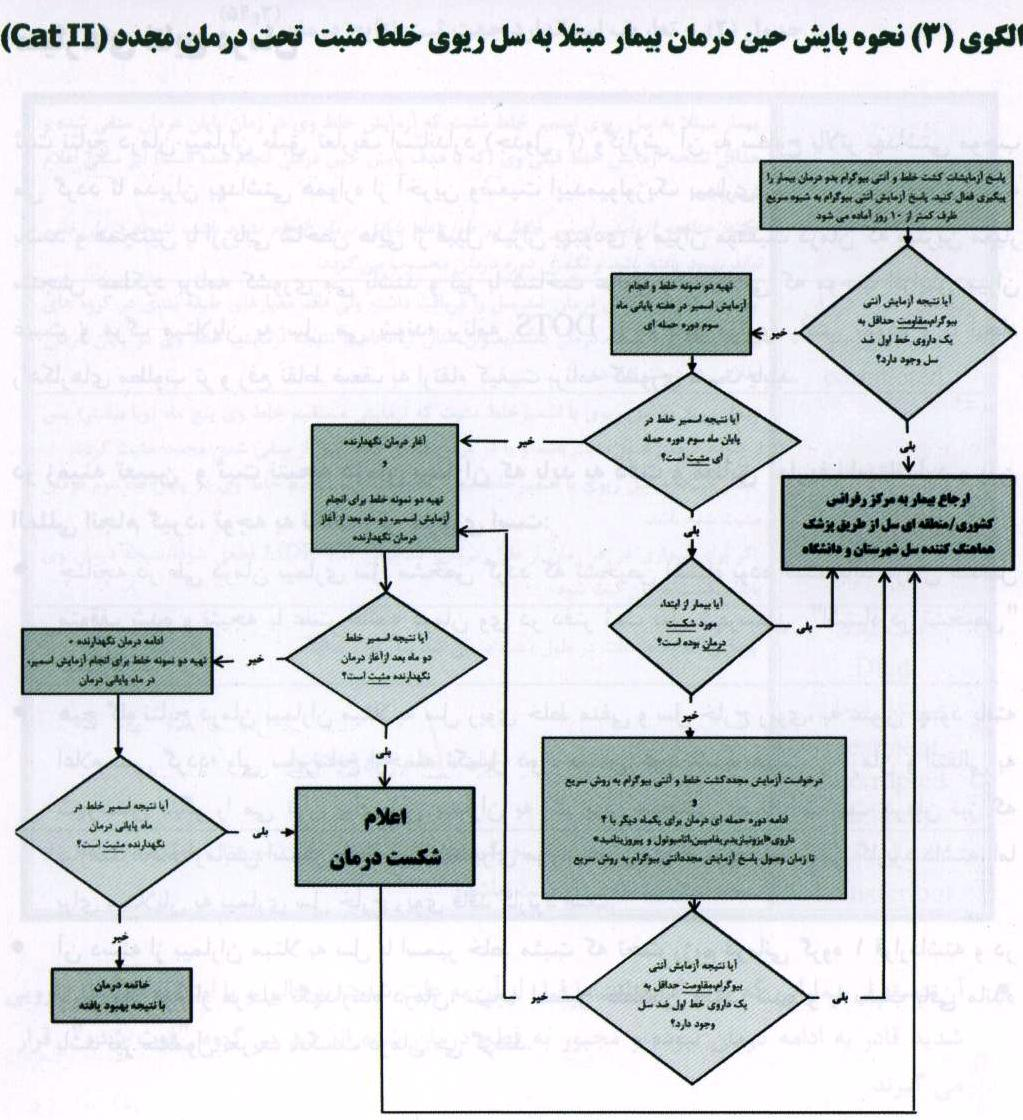 الگوی (۳) نحوه پایش حین درمان بیمار مبتلا به سل ریوی خلط مثبت تحت درمان مجدد (Cat II)
پاسخ آزمایشات کشت خلط و آنتی بیوگرام بدو درمان بیمار را
پیگیری فعال کنید. پاسخ آزمایش آنتی بیوگرام به شیوه سریع
ظرف کمتر از ۱۰ روز آماده می شود
آیا نتیجه آزمایش آنتی
بیوگرام،مقاومت حداقل به
یک داروی خط اول ضد
سل وجود دارد؟
خیر
بلی
تهیه دو نمونه خلط و انجام
آزمایش اسمیر در هفته پایانی ماه
سوم دوره حمله ای
آیا نتیجه اسمیر خلط در
پایان ماه سوم دوره حمله
ای مثبت است؟
خیر
بلی
ارجاع بیمار به مرکز رفرانس
کشوری/منطقه ای سل از طریق پزشک
هماهنگ کننده سل شهرستان و دانشگاه
آغاز درمان نگهدارنده
و
تهیه دو نمونه خلط برای انجام
آزمایش اسمیر، دو ماه بعد از آغاز
درمان نگهدارنده
آیا بیمار از ابتدا،
مورد شکست
درمان بوده است؟
بلی
خیر
آیا نتیجه اسمیر خلط
دو ماه بعد ازآغاز درمان
نگهدارنده مثبت است؟
خیر
بلی
ادامه درمان نگهدارنده +
تهیه دو نمونه خلط برای انجام آزمایش اسمیر،
در ماه پایانی درمان
درخواست آزمایش مجددکشت خلط و آنتی بیوگرام به روش سریع
و
ادامه دوره حمله ای درمان برای یکماه دیگر با ۴
داروی«ایزونیازید،ریفامپین،اتامبوتول و پیرازینامید»
تا زمان وصول پاسخ آزمایش مجددآنتی بیوگرام به روش سریع
آیا نتیجه اسمیر خلط در
ماه پایانی درمان
نگهدارنده مثبت است؟
بلی
خیر
اعلام
شکست درمان
آیا نتیجه آزمایش آنتی
بیوگرام،مقاومت حداقل به
یک داروی خط اول ضد سل
وجود دارد؟
خیر
بلی
خاتمه درمان
با نتیجه بهبود یافته